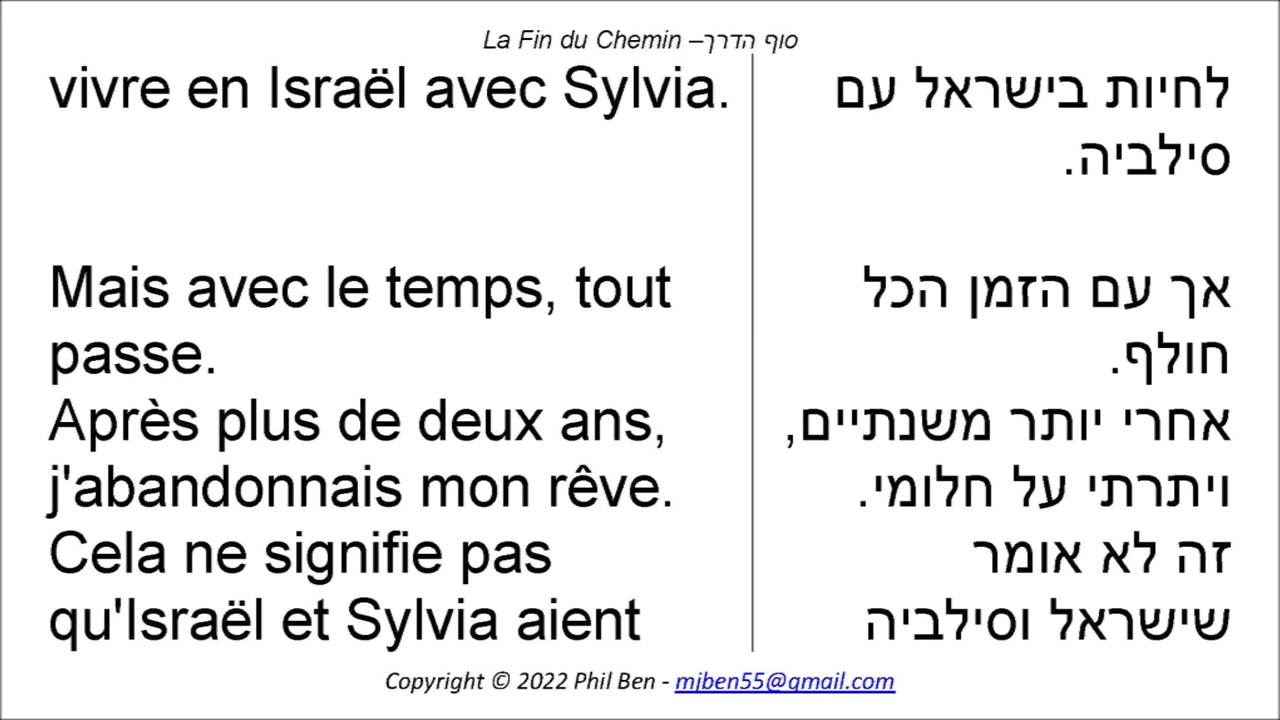 La Fin du Chemin –סוף הדרך
vivre en Israël avec Sylvia.
Mais avec le temps, tout
passe.
Après plus de deux ans,
j'abandonnais mon rêve.
Cela ne signifie pas
qu'Israël et Sylvia aient
לחיות בישראל עם
סילביה.
אך עם הזמן הכל
חולף.
אחרי יותר משנתיים,
ויתרתי על חלומי.
זה לא אומר
שישראל וסילביה
Copyright © 2022 Phil Ben - mjben55@gmail.com